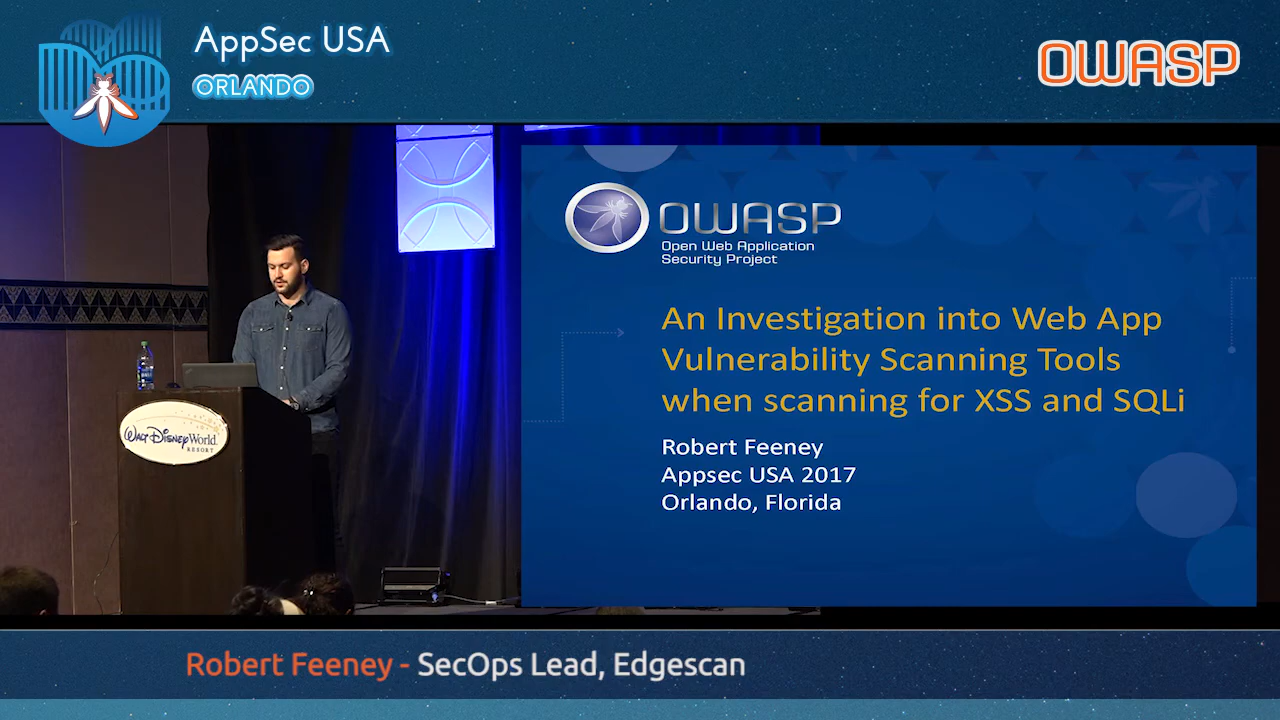 AppSec USA
ORLANDO
OWASP
OWASP
Open Web Application
Security Project
An Investigation into Web App
Vulnerability Scanning Tools
when scanning for XSS and SQLi
Robert Feeney
Appsec USA 2017
Orlando, Florida
Walt Disney World
RESORT
Robert Feeney - SecOps Lead, Edgescan